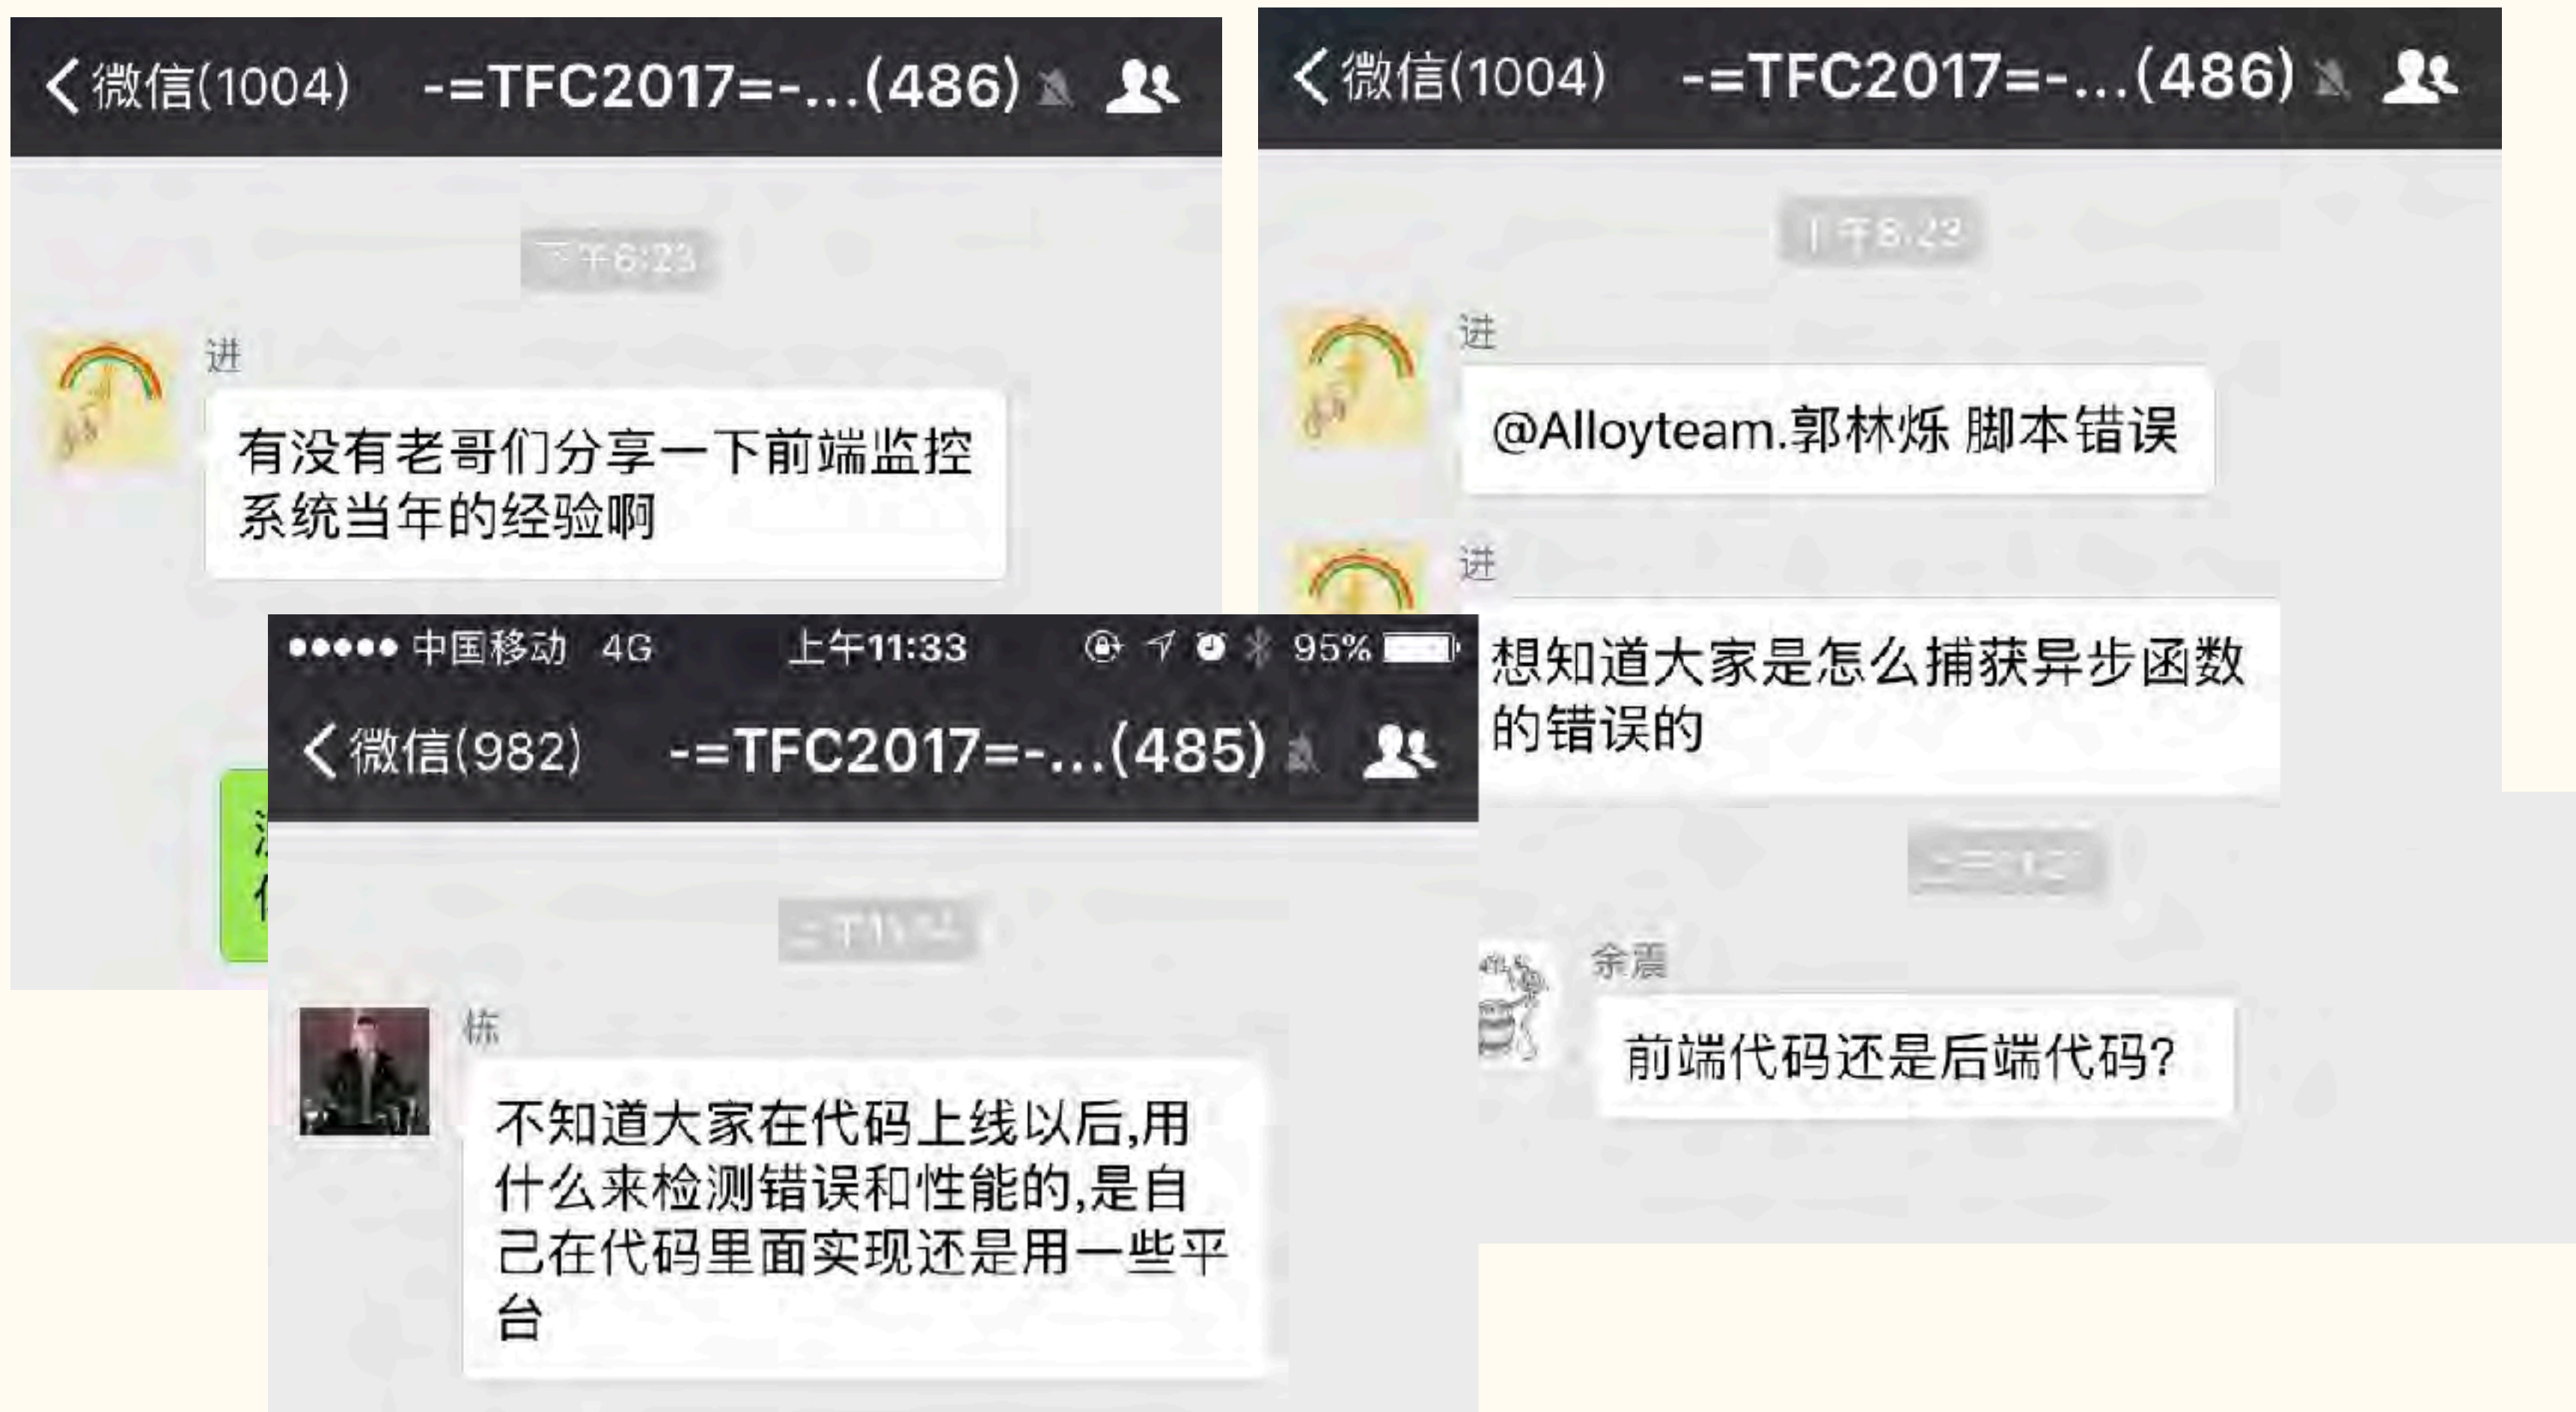 微信(1004) -=TFC2017=-...(486)
下午6:23
进
有没有老哥们分享一下前端监控
系统当年的经验啊
微信(1004) -=TFC2017=-...(486)
进
@Alloyteam.郭林烁 脚本错误
进
想知道大家是怎么捕获异步函数
的错误的
余震
前端代码还是后端代码?
中国移动 4G 上午11:33 95%
微信(982) -=TFC2017=-...(485)
栋
不知道大家在代码上线以后,用
什么来检测错误和性能的,是自
己在代码里面实现还是用一些平
台